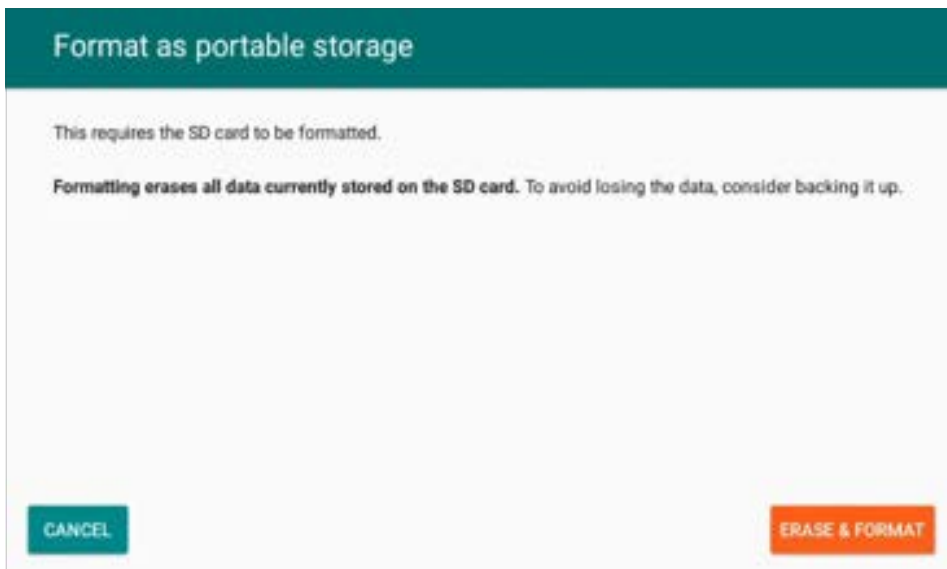 Format as portable storage
This requires the SD card to be formatted.
Formatting erases all data currently stored on the SD card. To avoid losing the data, consider backing it up.
CANCEL
ERASE & FORMAT